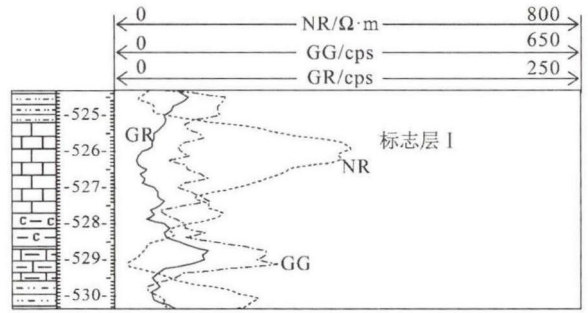 0 NR/Ω·m 800
0 GG/cps 650
0 GR/cps 250
-525-
GR
标志层 I
-526-
NR
-527-
-528-
C C
C
-529-
GG
-530-